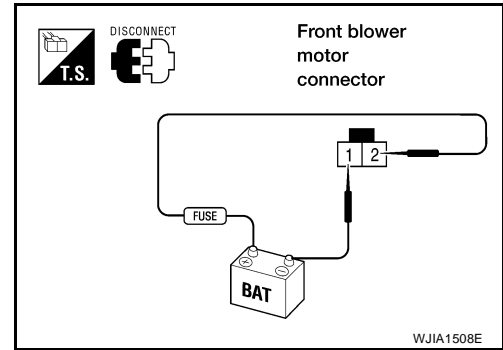 T.S.
DISCONNECT
Front blower
motor
connector
1 2
FUSE
+ −
BAT
WJIA1508E